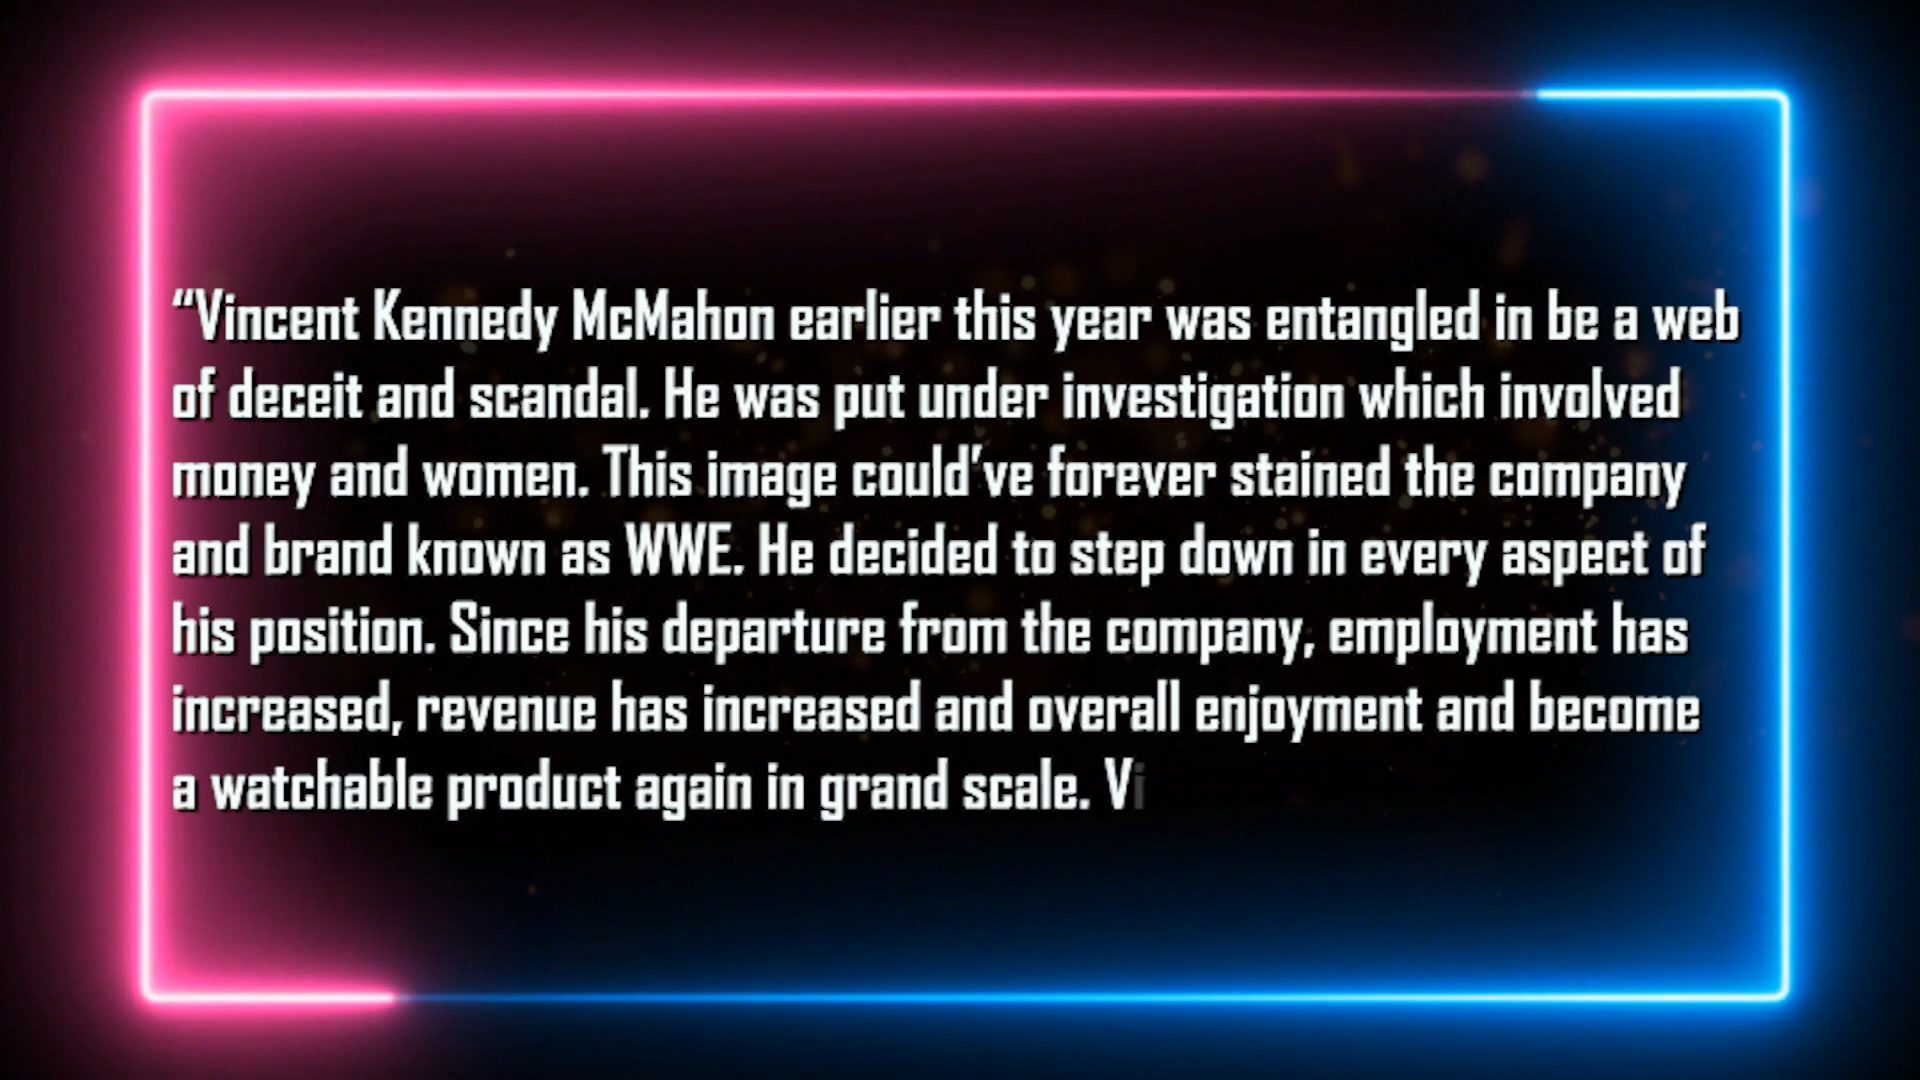 “Vincent Kennedy McMahon earlier this year was entangled in be a web
of deceit and scandal. He was put under investigation which involved
money and women. This image could’ve forever stained the company
and brand known as WWE. He decided to step down in every aspect of
his position. Since his departure from the company, employment has
increased, revenue has increased and overall enjoyment and become
a watchable product again in grand scale. Vi